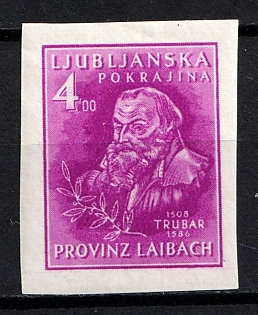 LJUBLJANSKA
POKRAJINA
4.00
1508
TRUBAR
1586
PROVINZ LAIBACH